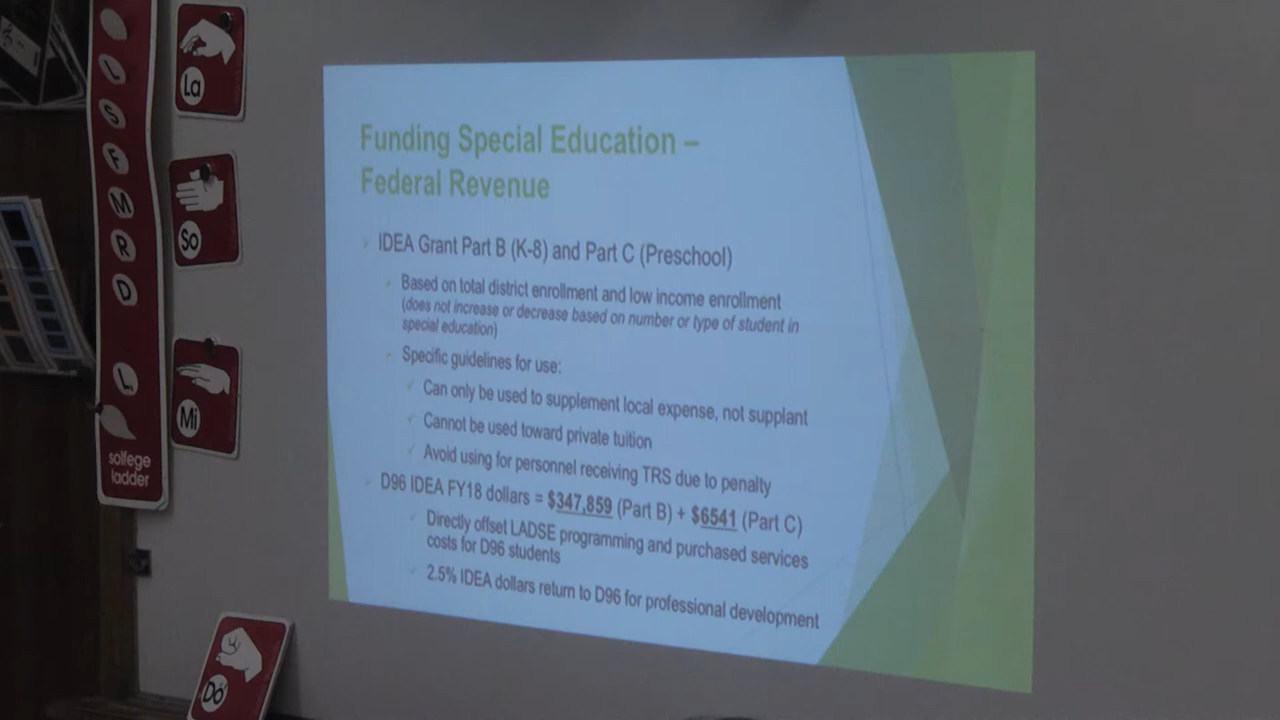 L
S
F
M
R
D
L
solfege
ladder
La
So
Mi
Do
Funding Special Education –
Federal Revenue
IDEA Grant Part B (K-8) and Part C (Preschool)
Based on total district enrollment and low income enrollment
(does not increase or decrease based on number or type of student in
special education)
Specific guidelines for use:
Can only be used to supplement local expense, not supplant
Cannot be used toward private tuition
Avoid using for personnel receiving TRS due to penalty
D96 IDEA FY18 dollars = $347,859 (Part B) + $6541 (Part C)
Directly offset LADSE programming and purchased services
costs for D96 students
2.5% IDEA dollars return to D96 for professional development